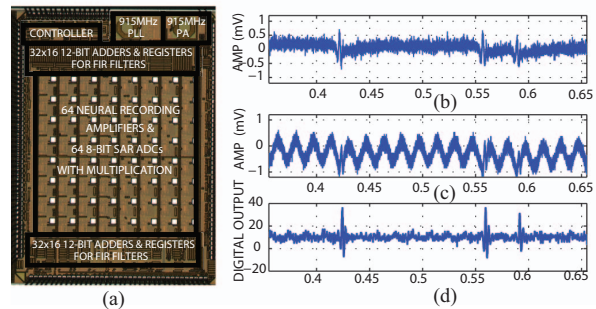 915MHz 915MHz
CONTROLLER PLL PA
32x16 12-BIT ADDERS & REGISTERS
FOR FIR FILTERS
64 NEURAL RECORDING
AMPLIFIERS &
64 8-BIT SAR ADCs
WITH MULTIPLICATION
32x16 12-BIT ADDERS & REGISTERS
FOR FIR FILTERS
(a)
AMP (mV)
1
0.5
0
-0.5
-1
0.4 0.45 0.5 0.55 0.6 0.65
(b)
AMP (mV)
1
0
-1
0.4 0.45 0.5 0.55 0.6 0.65
(c)
DIGITAL OUTPUT
40
20
0
-20
0.4 0.45 0.5 0.55 0.6 0.65
(d)